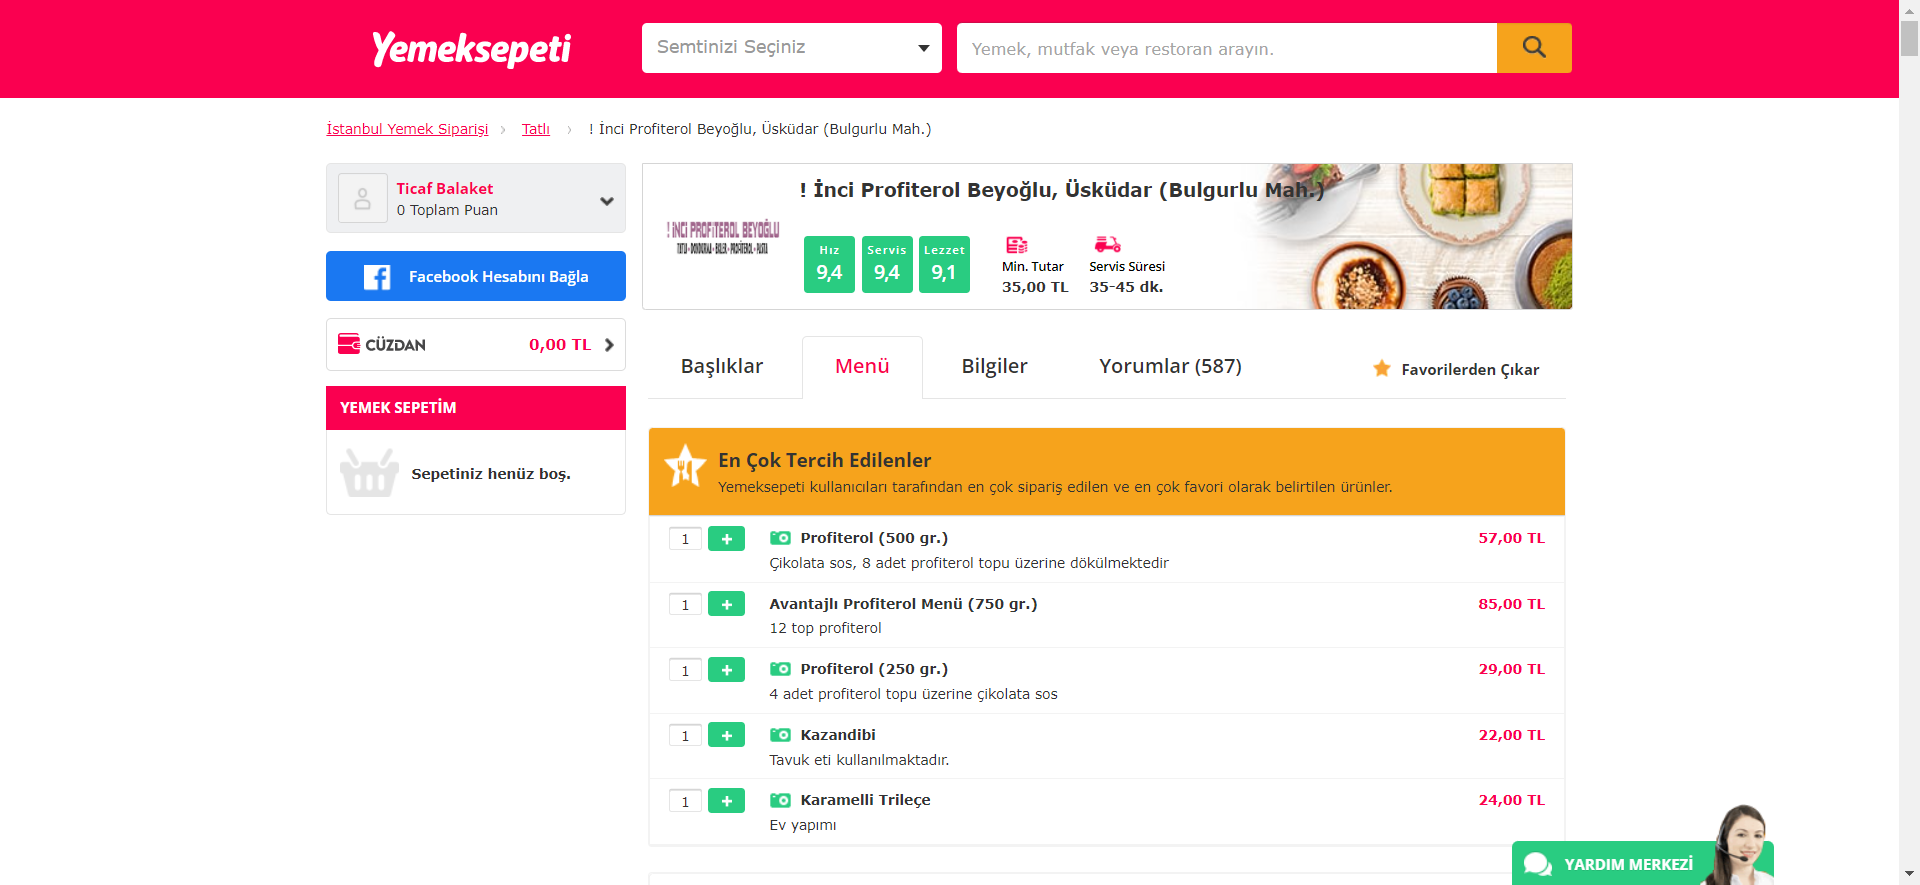 Yemeksepeti
Semtinizi Seçiniz
Yemek, mutfak veya restoran arayın.
İstanbul Yemek Siparişi › Tatlı › ! İnci Profiterol Beyoğlu, Üsküdar (Bulgurlu Mah.)
Ticaf Balaket
0 Toplam Puan
Facebook Hesabını Bağla
CÜZDAN 0,00 TL
YEMEK SEPETİM
Sepetiniz henüz boş.
! İNCİ PROFİTEROL BEYOĞLU
! İnci Profiterol Beyoğlu, Üsküdar (Bulgurlu Mah.)
Hız 9,4
Servis 9,4
Lezzet 9,1
Min. Tutar
35,00 TL
Servis Süresi
35-45 dk.
Başlıklar Menü Bilgiler Yorumlar (587) Favorilerden Çıkar
En Çok Tercih Edilenler
Yemeksepeti kullanıcıları tarafından en çok sipariş edilen ve en çok favori olarak belirtilen ürünler.
1 + Profiterol (500 gr.) 57,00 TL
Çikolata sos, 8 adet profiterol topu üzerine dökülmektedir
1 + Avantajlı Profiterol Menü (750 gr.) 85,00 TL
12 top profiterol
1 + Profiterol (250 gr.) 29,00 TL
4 adet profiterol topu üzerine çikolata sos
1 + Kazandibi 22,00 TL
Tavuk eti kullanılmaktadır.
1 + Karamelli Trileçe 24,00 TL
Ev yapımı
YARDIM MERKEZİ